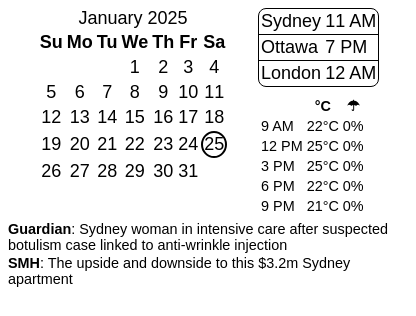 January 2025
Su Mo Tu We Th Fr Sa
1 2 3 4
5 6 7 8 9 10 11
12 13 14 15 16 17 18
19 20 21 22 23 24 25
26 27 28 29 30 31
Sydney 11 AM
Ottawa 7 PM
London 12 AM
°C ☂
9 AM 22°C 0%
12 PM 25°C 0%
3 PM 25°C 0%
6 PM 22°C 0%
9 PM 21°C 0%
Guardian: Sydney woman in intensive care after suspected
botulism case linked to anti-wrinkle injection
SMH: The upside and downside to this $3.2m Sydney
apartment